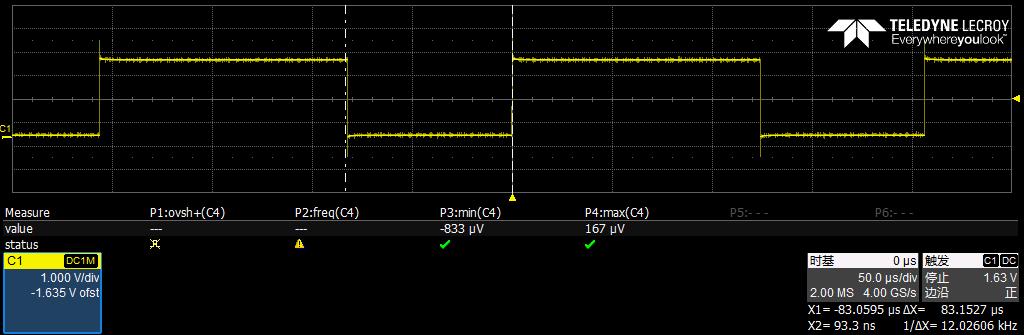 TELEDYNE LECROY
Everywhereyoulook™
C1
Measure P1:ovsh+(C4) P2:freq(C4) P3:min(C4) P4:max(C4) P5:- - - P6:- - -
value --- --- -833 µV 167 µV
status
C1 DC1M
1.000 V/div
-1.635 V ofst
时基 0 µs
50.0 µs/div
2.00 MS 4.00 GS/s
触发 C1 DC
停止 1.63 V
边沿 正
X1= -83.0595 µs ΔX= 83.1527 µs
X2= 93.3 ns 1/ΔX= 12.02606 kHz